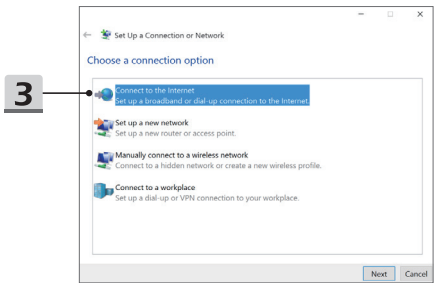 Set Up a Connection or Network
Choose a connection option
3
Connect to the Internet
Set up a broadband or dial-up connection to the Internet.
Set up a new network
Set up a new router or access point.
Manually connect to a wireless network
Connect to a hidden network or create a new wireless profile.
Connect to a workplace
Set up a dial-up or VPN connection to your workplace.
Next Cancel